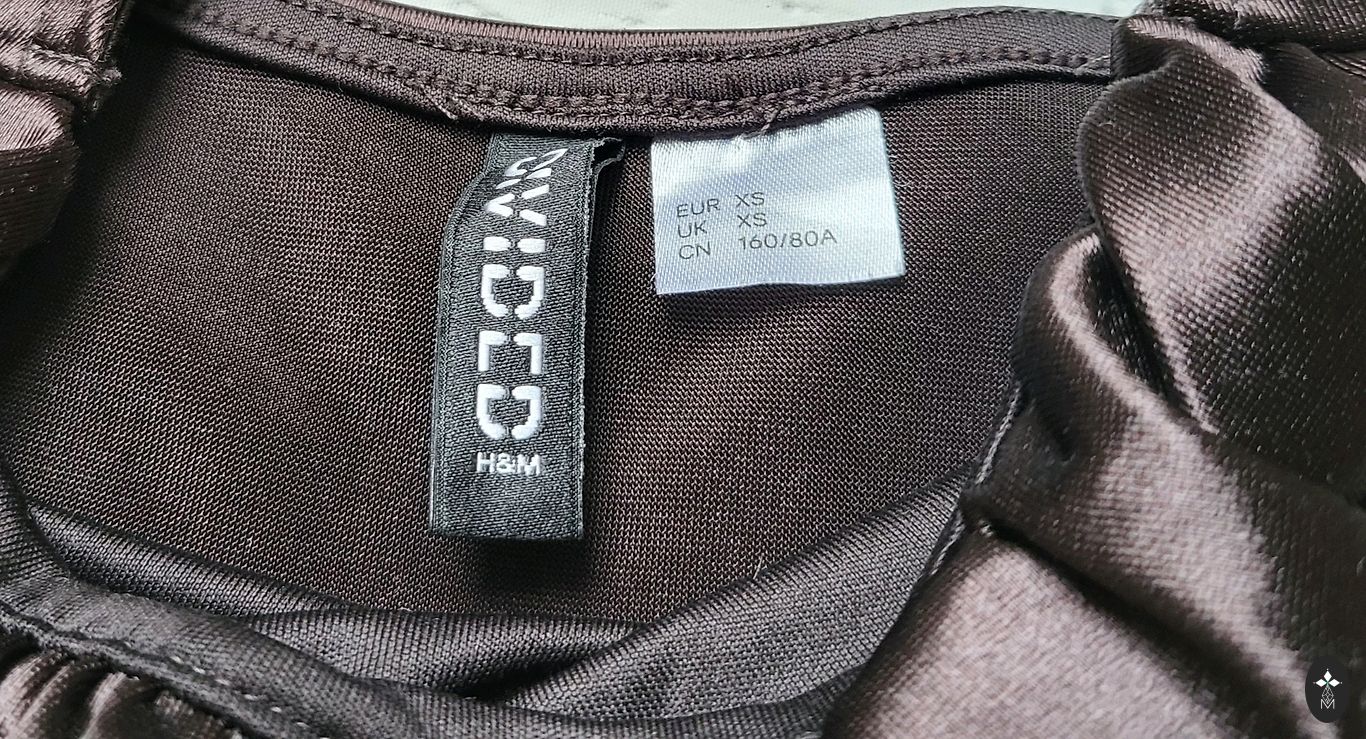 DIVIDED
H&M
EUR XS
UK XS
CN 160/80A
M